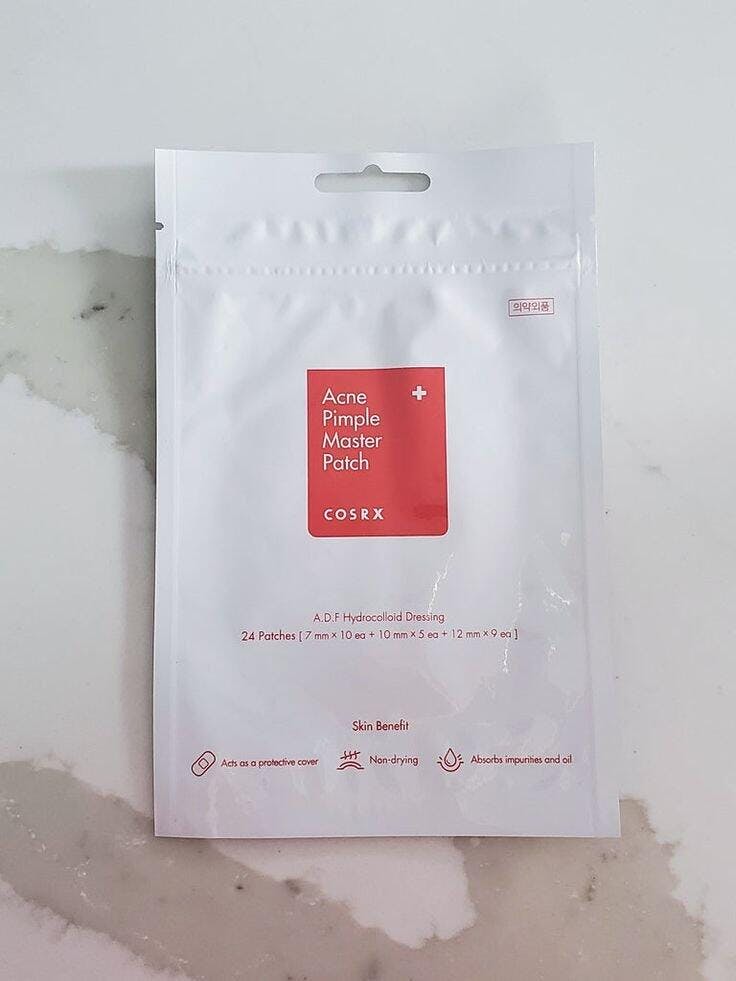 의약외품
Acne
Pimple
Master
Patch
COSRX
A.D.F Hydrocolloid Dressing
24 Patches [ 7 mm × 10 ea + 10 mm × 5 ea + 12 mm × 9 ea ]
Skin Benefit
Acts as a protective cover
Non-drying
Absorbs impurities and oil